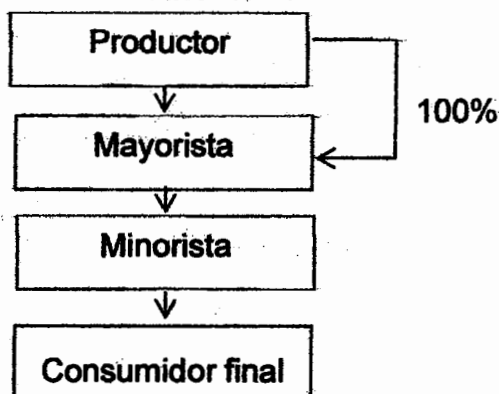 Productor
100%
Mayorista
Minorista
Consumidor final